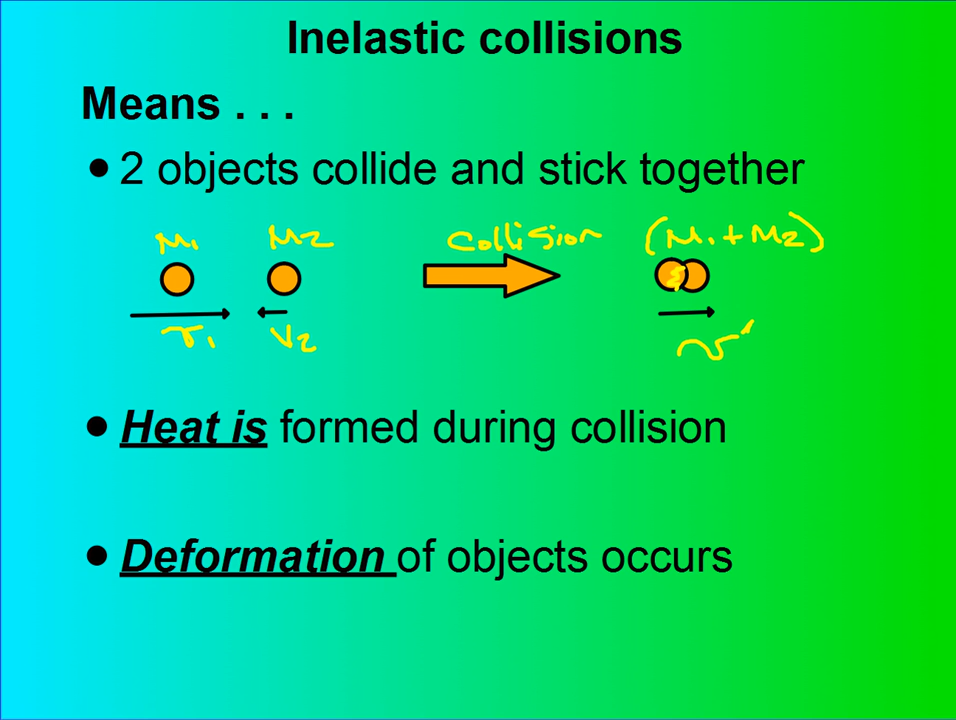 Inelastic collisions
Means . . .
• 2 objects collide and stick together
M1 M2 Collision (M1 + M2)
v1 v2 v'
• Heat is formed during collision
• Deformation of objects occurs